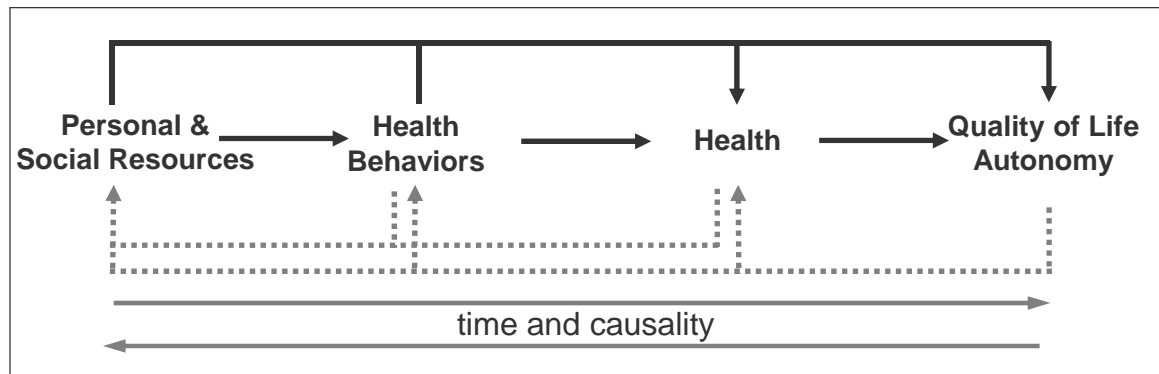 Personal &
Social Resources
Health
Behaviors
Health
Quality of Life
Autonomy
time and causality